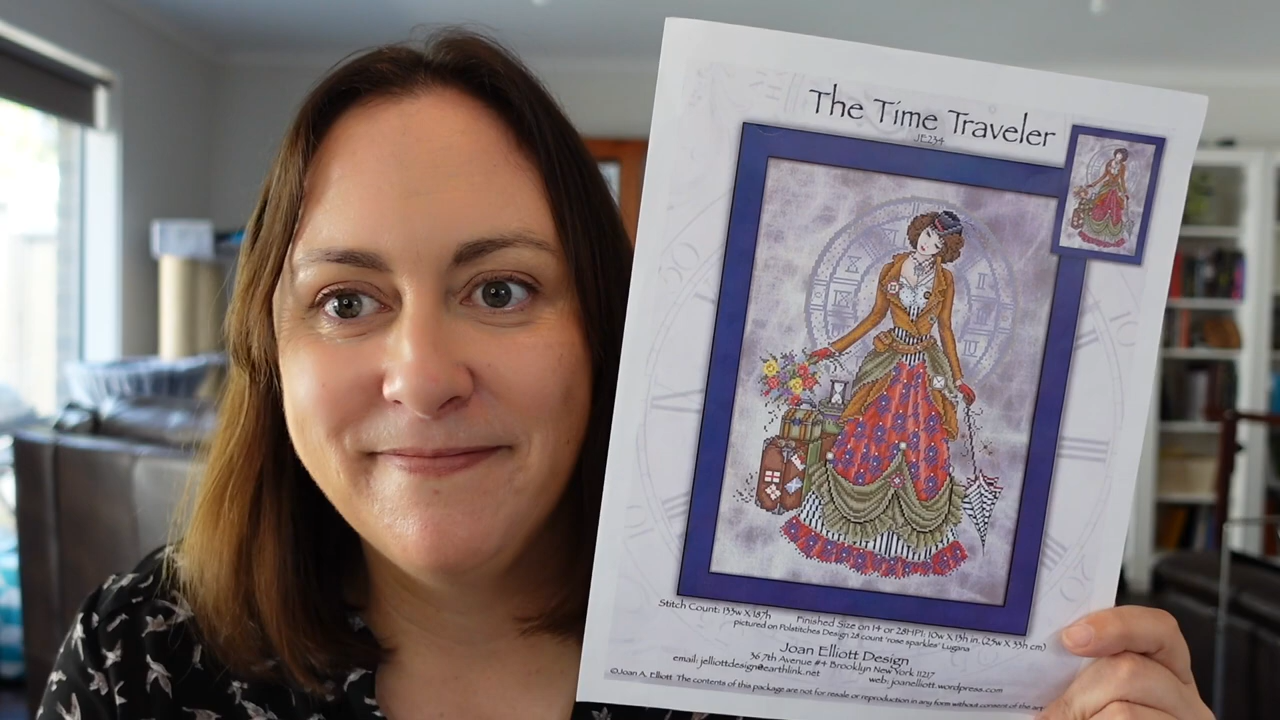 The Time Traveler
JE234
Stitch Count: 133w X 187h
Finished Size on 14 or 28HPI: 10w X 13h in. (25w X 33h cm)
pictured on Polstitches Design 28 count "rose sparkles" Lugana
Joan Elliott Design
36 7th Avenue #4 Brooklyn New York 11217
email: jelliottdesign@earthlink.net
web: joanelliott.wordpress.com
©Joan A. Elliott The contents of this package are not for resale or reproduction in any form without consent of the